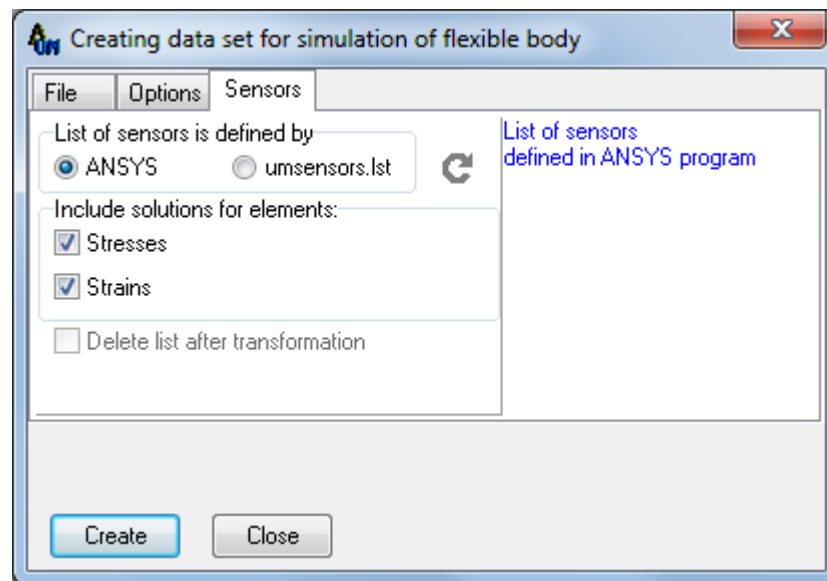 Creating data set for simulation of flexible body
File Options Sensors
List of sensors is defined by
ANSYS umsensors.lst
List of sensors
defined in ANSYS program
Include solutions for elements:
Stresses
Strains
Delete list after transformation
Create Close